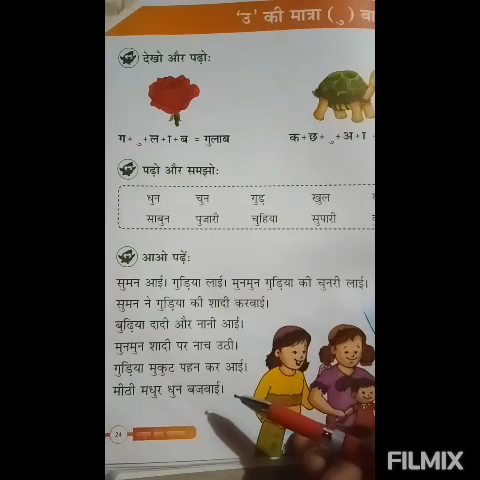 'उ' की मात्रा ( ु )
देखो और पढ़ो:
ग + ु + ल + ा + ब = गुलाब
क + छ + ु + अ + ा
पढ़ो और समझो:
धुन चुन गुड़ खुल
साबुन पुजारी चुहिया सुपारी
आओ पढ़ें:
सुमन आई। गुड़िया लाई। मुनमुन गुड़िया की चुनरी लाई।
सुमन ने गुड़िया की शादी करवाई।
बुढ़िया दादी और नानी आई।
मुनमुन शादी पर नाच उठी।
गुड़िया मुकुट पहन कर आई।
मीठी मधुर धुन बजवाई।
24
FILMIX